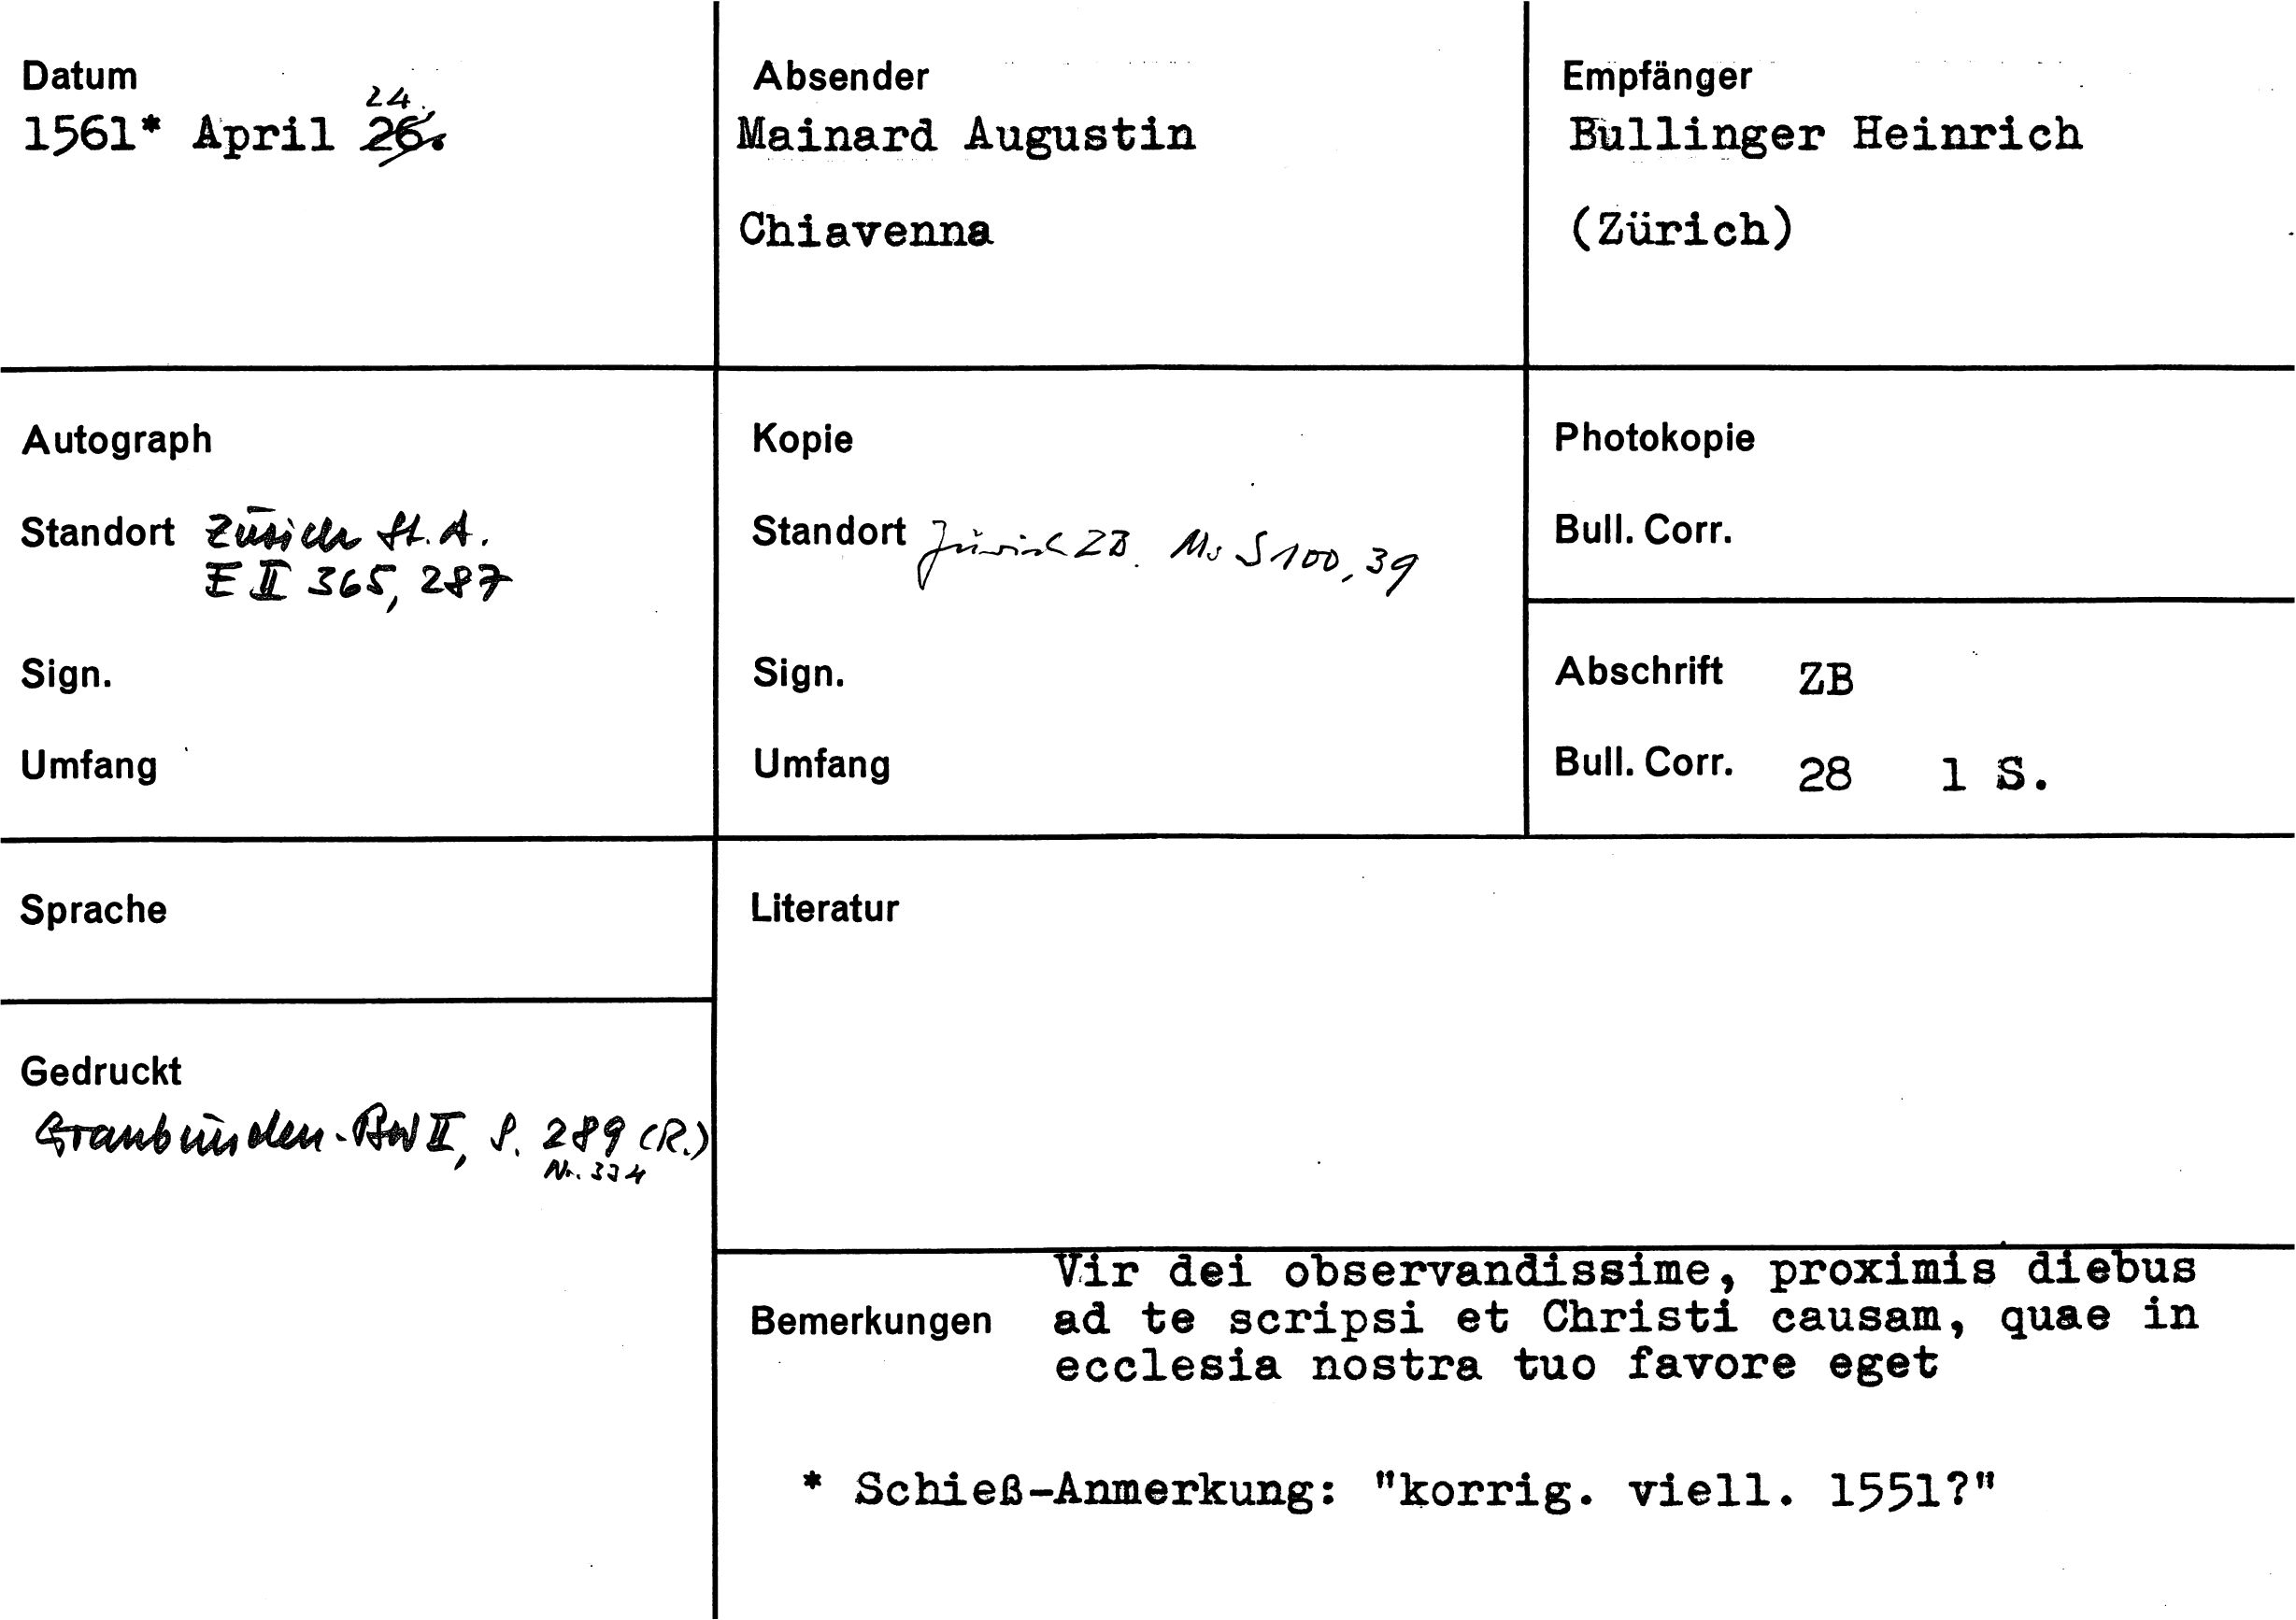 Datum
24.
1561* April 26.
Absender
Mainard Augustin
Chiavenna
Empfänger
Bullinger Heinrich
(Zürich)
Autograph
Standort Zürich St.A.
E II 365, 287
Sign.
Umfang
Kopie
Standort Zürich ZB. Ms S 100, 39
Sign.
Umfang
Photokopie
Bull. Corr.
Abschrift ZB
Bull. Corr. 28 1 S.
Sprache
Literatur
Gedruckt
Graubünden-BW II, S. 289 (R.)
Nr. 334
Vir dei observandissime, proximis diebus
Bemerkungen ad te scripsi et Christi causam, quae in
ecclesia nostra tuo favore eget
* Schieß-Anmerkung: "korrig. viell. 1551?"